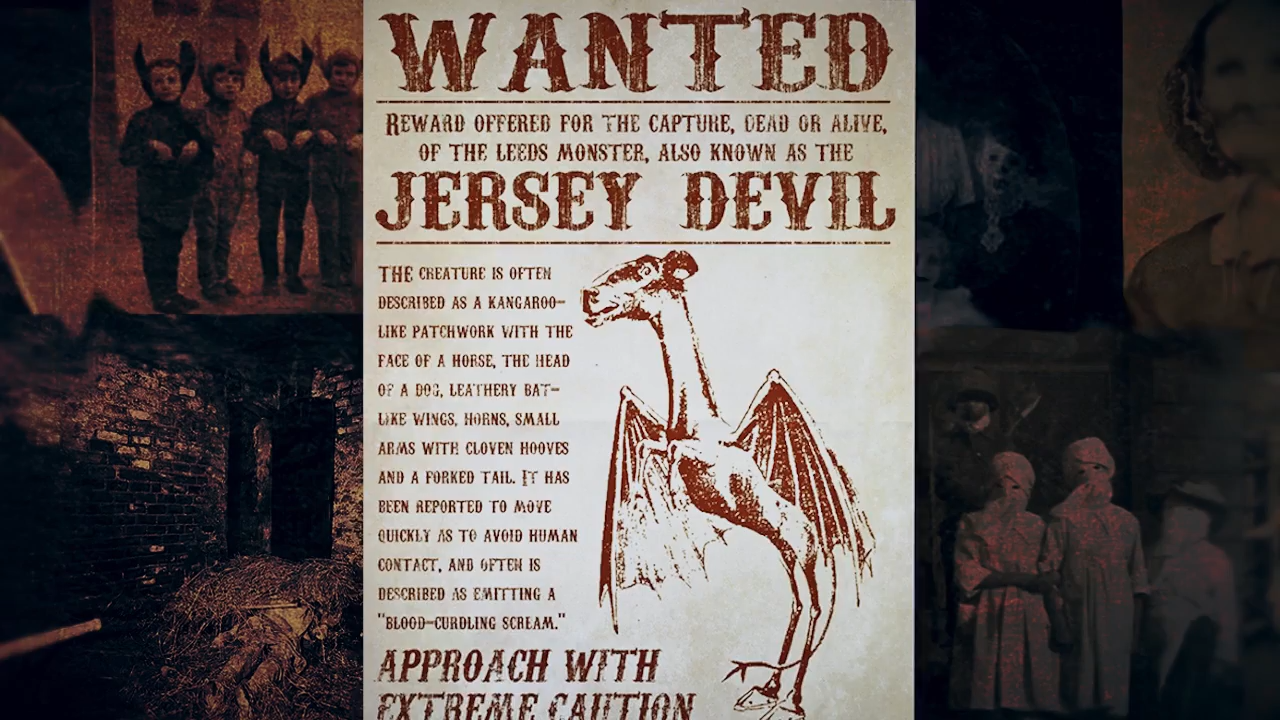 WANTED
REWARD OFFERED FOR THE CAPTURE, DEAD OR ALIVE,
OF THE LEEDS MONSTER, ALSO KNOWN AS THE
JERSEY DEVIL
THE CREATURE IS OFTEN
DESCRIBED AS A KANGAROO-
LIKE PATCHWORK WITH THE
FACE OF A HORSE, THE HEAD
OF A DOG, LEATHERY BAT-
LIKE WINGS, HORNS, SMALL
ARMS WITH CLOVEN HOOVES
AND A FORKED TAIL. IT HAS
BEEN REPORTED TO MOVE
QUICKLY AS TO AVOID HUMAN
CONTACT, AND OFTEN IS
DESCRIBED AS EMITTING A
"BLOOD-CURDLING SCREAM."
APPROACH WITH
EXTREME CAUTION